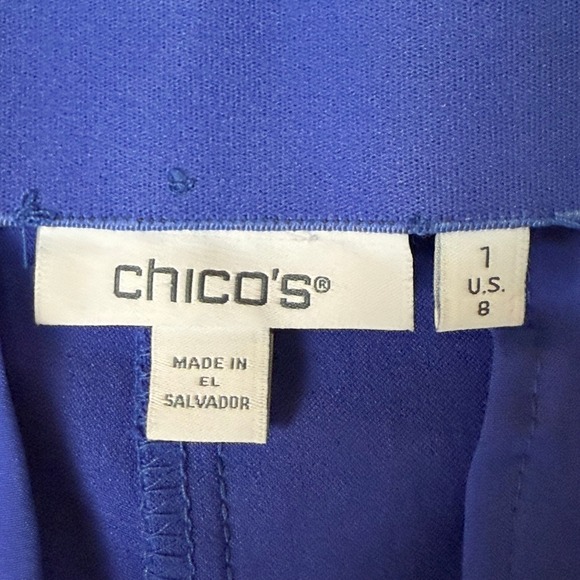 chico's®
1
U.S.
8
MADE IN
EL
SALVADOR